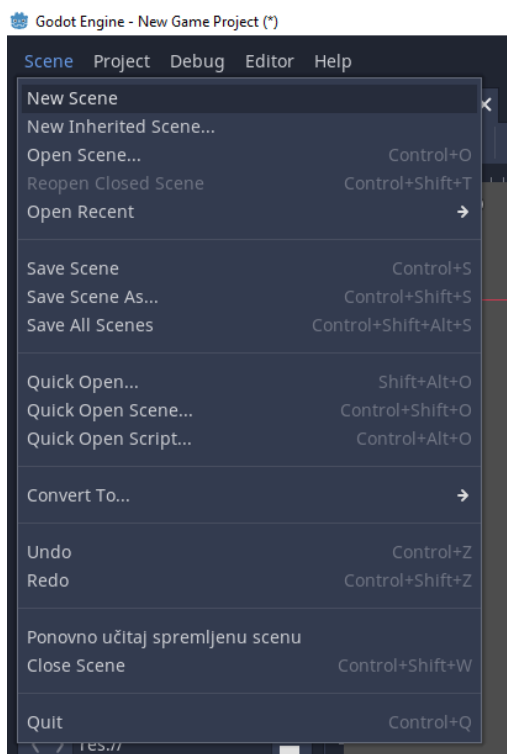 Godot Engine - New Game Project (*)
Scene Project Debug Editor Help
New Scene
New Inherited Scene...
Open Scene... Control+O
Reopen Closed Scene Control+Shift+T
Open Recent
Save Scene Control+S
Save Scene As... Control+Shift+S
Save All Scenes Control+Shift+Alt+S
Quick Open... Shift+Alt+O
Quick Open Scene... Control+Shift+O
Quick Open Script... Control+Alt+O
Convert To...
Undo Control+Z
Redo Control+Shift+Z
Ponovno učitaj spremljenu scenu
Close Scene Control+Shift+W
Quit Control+Q
res://